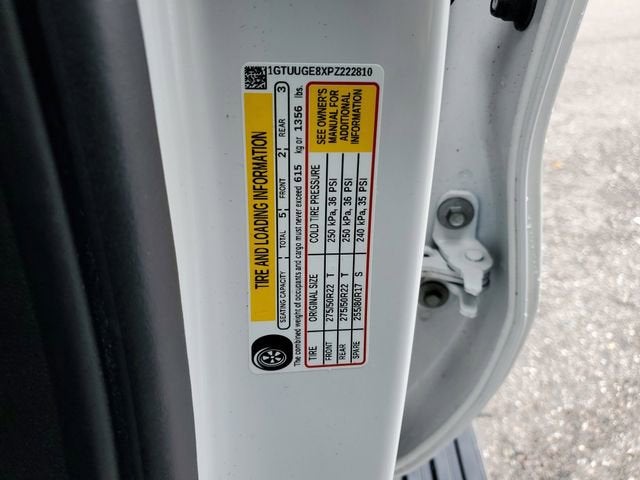 1GTUUGE8XPZ222810
TIRE AND LOADING INFORMATION
SEATING CAPACITY TOTAL 5 FRONT 2 REAR 3
The combined weight of occupants and cargo must never exceed 615 kg or 1356 lbs.
TIRE ORIGINAL SIZE COLD TIRE PRESSURE
FRONT 275/50R22 T 250 kPa, 36 PSI
REAR 275/50R22 T 250 kPa, 36 PSI
SPARE 255/80R17 S 240 kPa, 35 PSI
SEE OWNER'S
MANUAL FOR
ADDITIONAL
INFORMATION